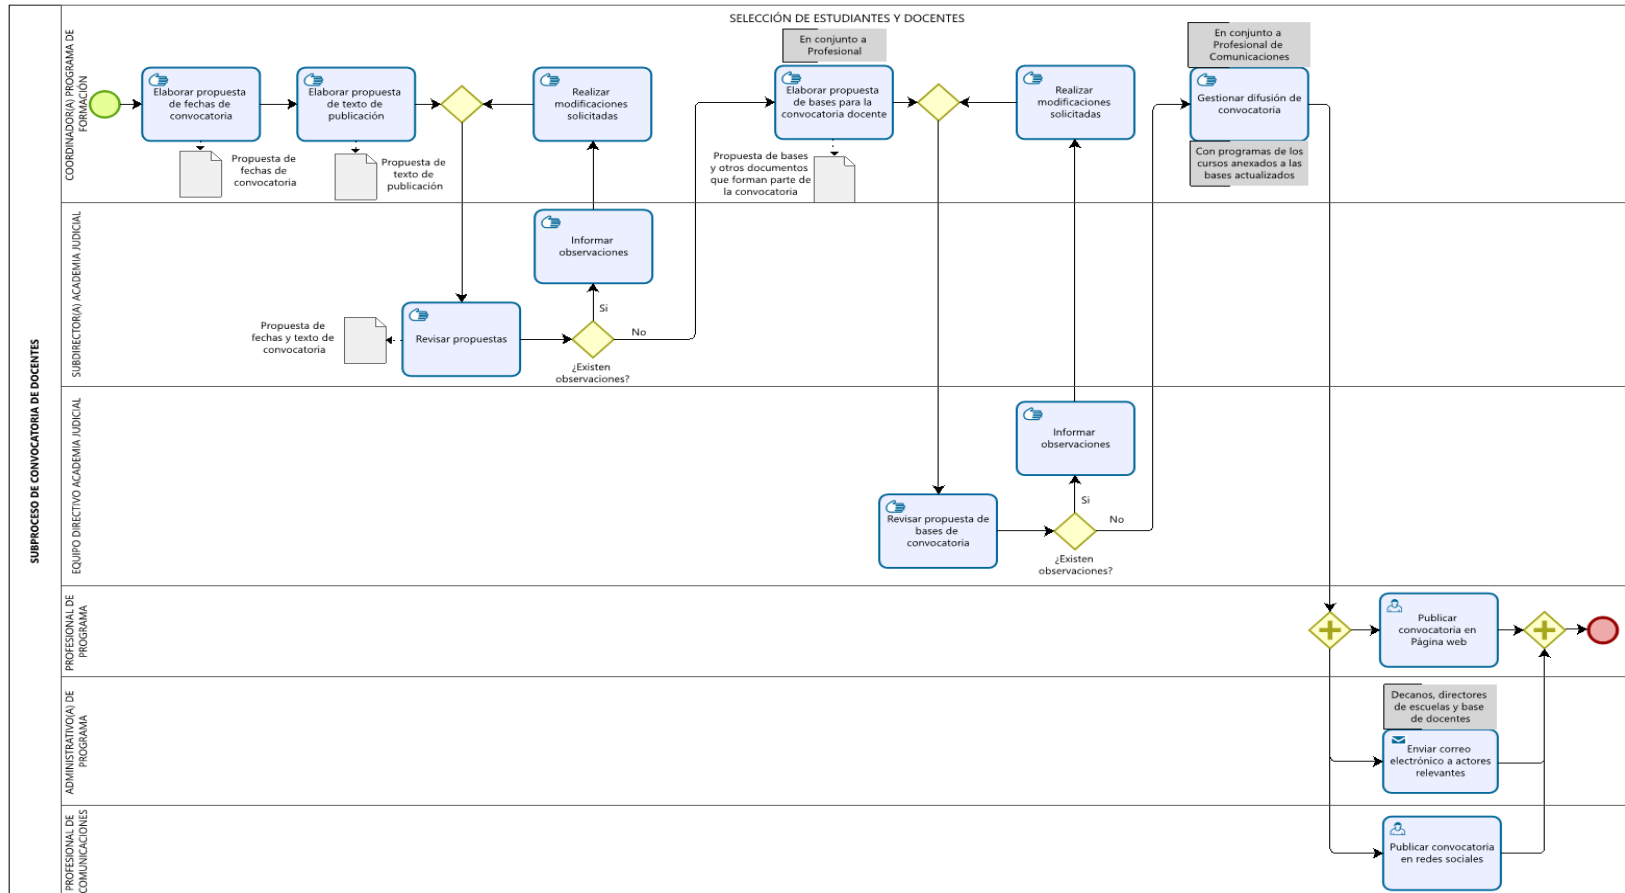 SELECCIÓN DE ESTUDIANTES Y DOCENTES
SUBPROCESO DE CONVOCATORIA DE DOCENTES
COORDINADOR(A) PROGRAMA DE
FORMACIÓN
Elaborar propuesta
de fechas de
convocatoria
Propuesta de
fechas de
convocatoria
Elaborar propuesta
de texto de
publicación
Propuesta de
texto de
publicación
Realizar
modificaciones
solicitadas
En conjunto a
Profesional
Elaborar propuesta
de bases para la
convocatoria docente
Propuesta de bases
y otros documentos
que forman parte de
la convocatoria
Realizar
modificaciones
solicitadas
En conjunto a
Profesional de
Comunicaciones
Gestionar difusión de
convocatoria
Con programas de los
cursos anexados a las
bases actualizados
SUBDIRECTOR(A) ACADEMIA JUDICIAL
Informar
observaciones
Si
No
Propuesta de
fechas y texto de
convocatoria
Revisar propuestas
¿Existen
observaciones?
EQUIPO DIRECTIVO ACADEMIA JUDICIAL
Informar
observaciones
Si
No
Revisar propuesta de
bases de
convocatoria
¿Existen
observaciones?
PROFESIONAL DE
PROGRAMA
Publicar
convocatoria en
Página web
ADMINISTRATIVO(A) DE
PROGRAMA
Decanos, directores
de escuelas y base
de docentes
Enviar correo
electrónico a actores
relevantes
PROFESIONAL DE
COMUNICACIONES
Publicar convocatoria
en redes sociales